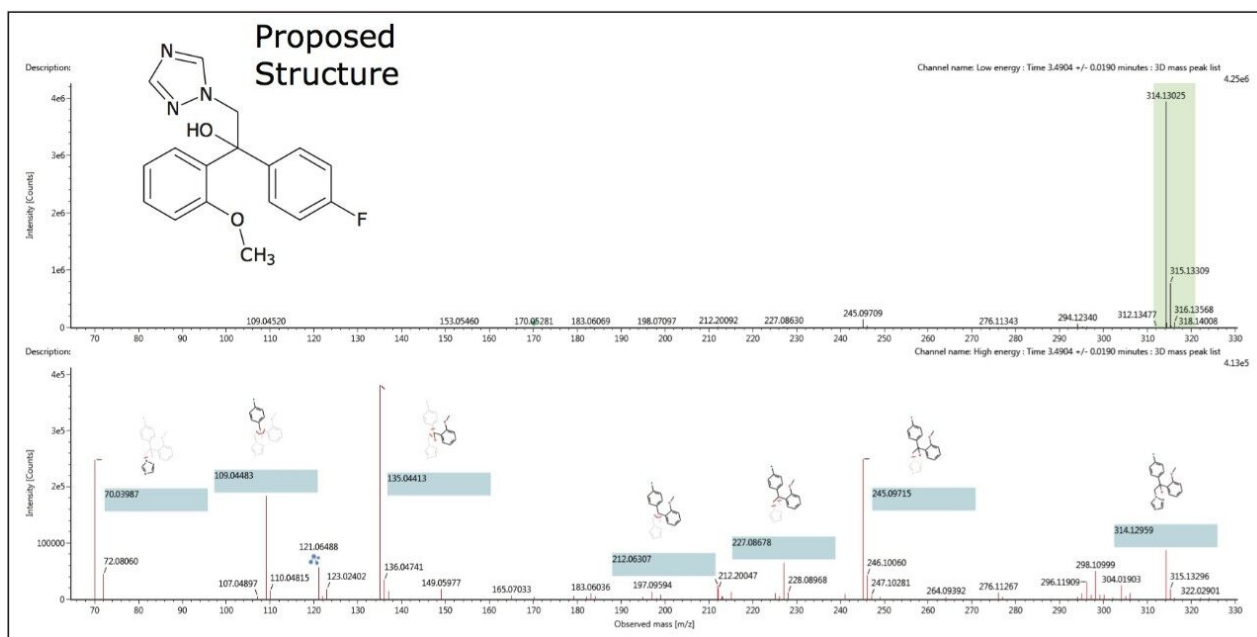 Proposed
Structure
N
N
N
HO
F
O
CH3
Description:
Channel name: Low energy : Time 3.4904 +/- 0.0190 minutes : 3D mass peak list
4.25e6
4e6
3e6
2e6
1e6
0
Intensity [Counts]
314.13025
315.13309
316.13568
318.14008
312.13477
294.12340
276.11343
245.09709
227.08630
212.20092
198.07097
183.06069
170.05281
153.05460
109.04520
70 80 90 100 110 120 130 140 150 160 170 180 190 200 210 220 230 240 250 260 270 280 290 300 310 320 330
Description:
Channel name: High energy : Time 3.4904 +/- 0.0190 minutes : 3D mass peak list
4.13e5
4e5
3e5
2e5
100000
0
Intensity [Counts]
70.03987
109.04483
135.04413
212.06307
227.08678
245.09715
314.12959
72.08060
107.04897
110.04815
121.06488
123.02402
136.04741
149.05977
165.07033
183.06036
197.09594
212.20047
228.08968
246.10060
247.10281
264.09392
276.11267
296.11909
298.10999
304.01903
315.13296
322.02901
70 80 90 100 110 120 130 140 150 160 170 180 190 200 210 220 230 240 250 260 270 280 290 300 310 320 330
Observed mass [m/z]